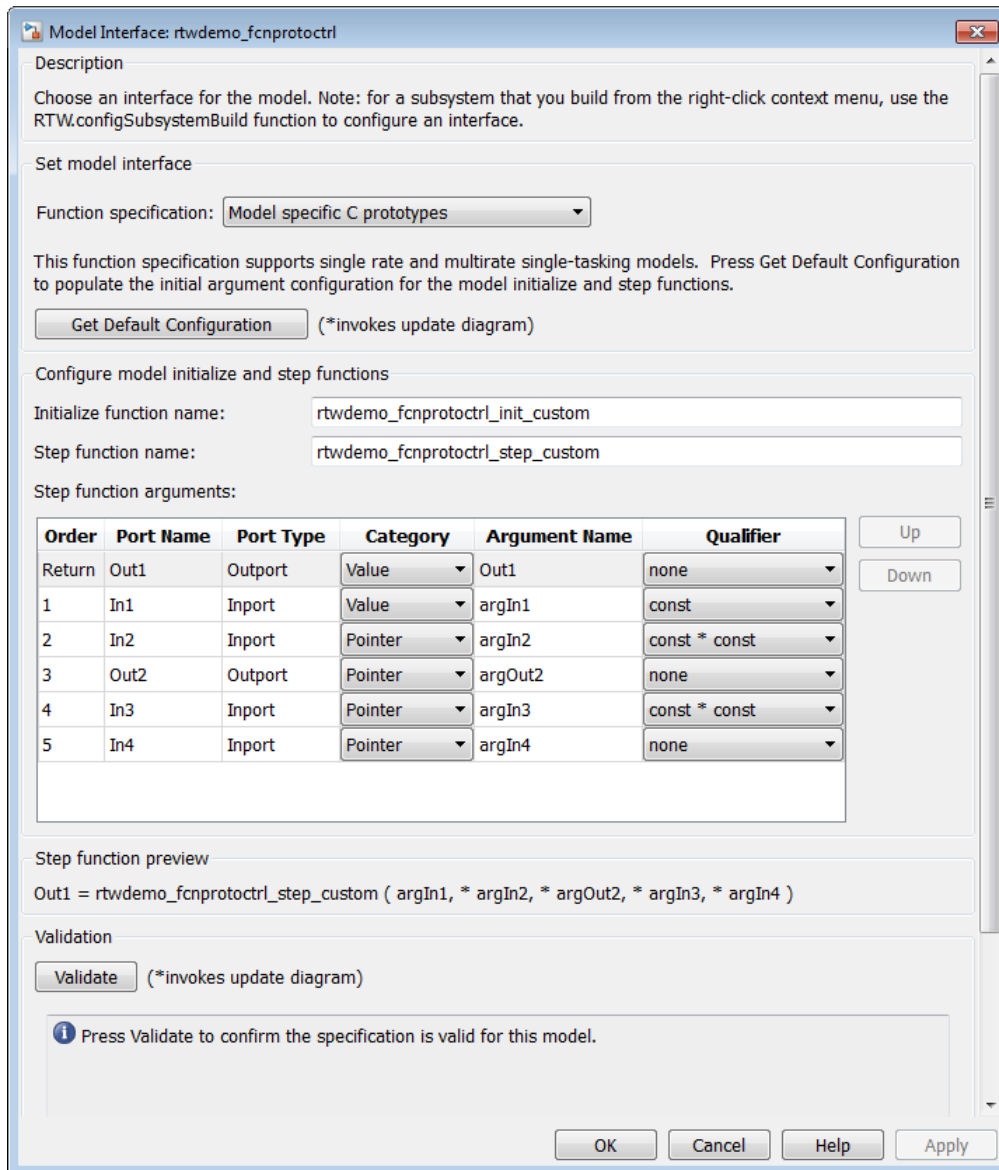 Model Interface: rtwdemo_fcnprotoctrl
Description
Choose an interface for the model. Note: for a subsystem that you build from the right-click context menu, use the
RTW.configSubsystemBuild function to configure an interface.
Set model interface
Function specification: Model specific C prototypes
This function specification supports single rate and multirate single-tasking models. Press Get Default Configuration
to populate the initial argument configuration for the model initialize and step functions.
Get Default Configuration (*invokes update diagram)
Configure model initialize and step functions
Initialize function name: rtwdemo_fcnprotoctrl_init_custom
Step function name: rtwdemo_fcnprotoctrl_step_custom
Step function arguments:
Order Port Name Port Type Category Argument Name Qualifier Up
Return Out1 Outport Value Out1 none Down
1 In1 Inport Value argIn1 const
2 In2 Inport Pointer argIn2 const * const
3 Out2 Outport Pointer argOut2 none
4 In3 Inport Pointer argIn3 const * const
5 In4 Inport Pointer argIn4 none
Step function preview
Out1 = rtwdemo_fcnprotoctrl_step_custom ( argIn1, * argIn2, * argOut2, * argIn3, * argIn4 )
Validation
Validate (*invokes update diagram)
Press Validate to confirm the specification is valid for this model.
OK Cancel Help Apply